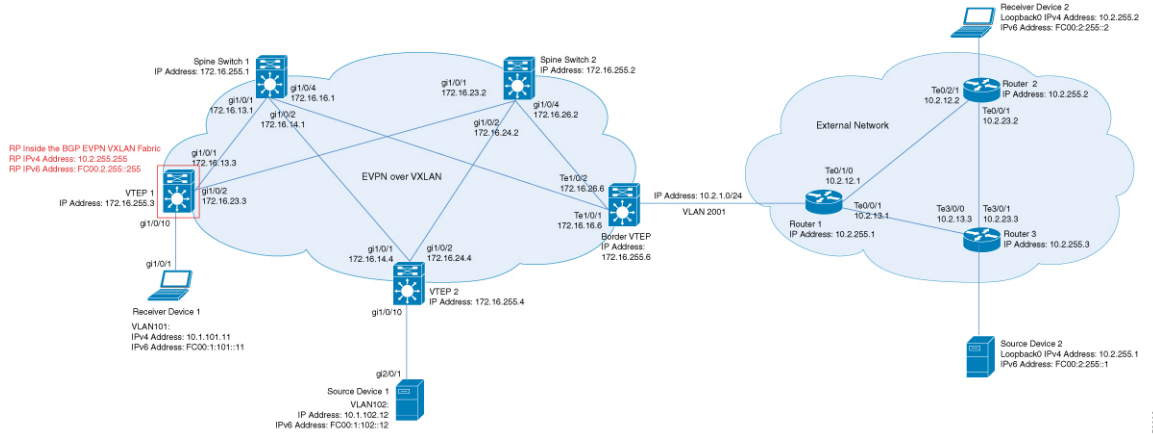 Receiver Device 2
Loopback0 IPv4 Address: 10.2.255.2
IPv6 Address: FC00:2:255::2
Spine Switch 1
IP Address: 172.16.255.1
Spine Switch 2
IP Address: 172.16.255.2
gi1/0/4
172.16.16.1
gi1/0/1
172.16.13.1
gi1/0/2
172.16.14.1
gi1/0/1
172.16.23.2
gi1/0/4
172.16.26.2
gi1/0/2
172.16.24.2
Te0/2/1
10.2.12.2
Router 2
IP Address: 10.2.255.2
Te0/0/1
10.2.23.2
External Network
RP Inside the BGP EVPN VXLAN Fabric
RP IPv4 Address: 10.2.255.255
RP IPv6 Address: FC00.2.255::255
gi1/0/1
172.16.13.3
EVPN over VXLAN
VTEP 1
IP Address: 172.16.255.3
gi1/0/2
172.16.23.3
gi1/0/10
Te1/0/2
172.16.26.6
Te1/0/1
172.16.16.6
Border VTEP
IP Address:
172.16.255.6
IP Address: 10.2.1.0/24
VLAN 2001
Te0/1/0
10.2.12.1
Te0/0/1
10.2.13.1
Router 1
IP Address: 10.2.255.1
Te3/0/0
10.2.13.3
Te3/0/1
10.2.23.3
Router 3
IP Address: 10.2.255.3
gi1/0/1
172.16.14.4
gi1/0/2
172.16.24.4
VTEP 2
IP Address: 172.16.255.4
gi1/0/10
gi1/0/1
Receiver Device 1
VLAN101:
IPv4 Address: 10.1.101.11
IPv6 Address: FC00:1:101::11
gi2/0/1
Source Device 1
VLAN102:
IP Address: 10.1.102.12
IPv6 Address: FC00:1:102::12
Source Device 2
Loopback0 IPv4 Address: 10.2.255.1
IPv6 Address: FC00:2:255::1